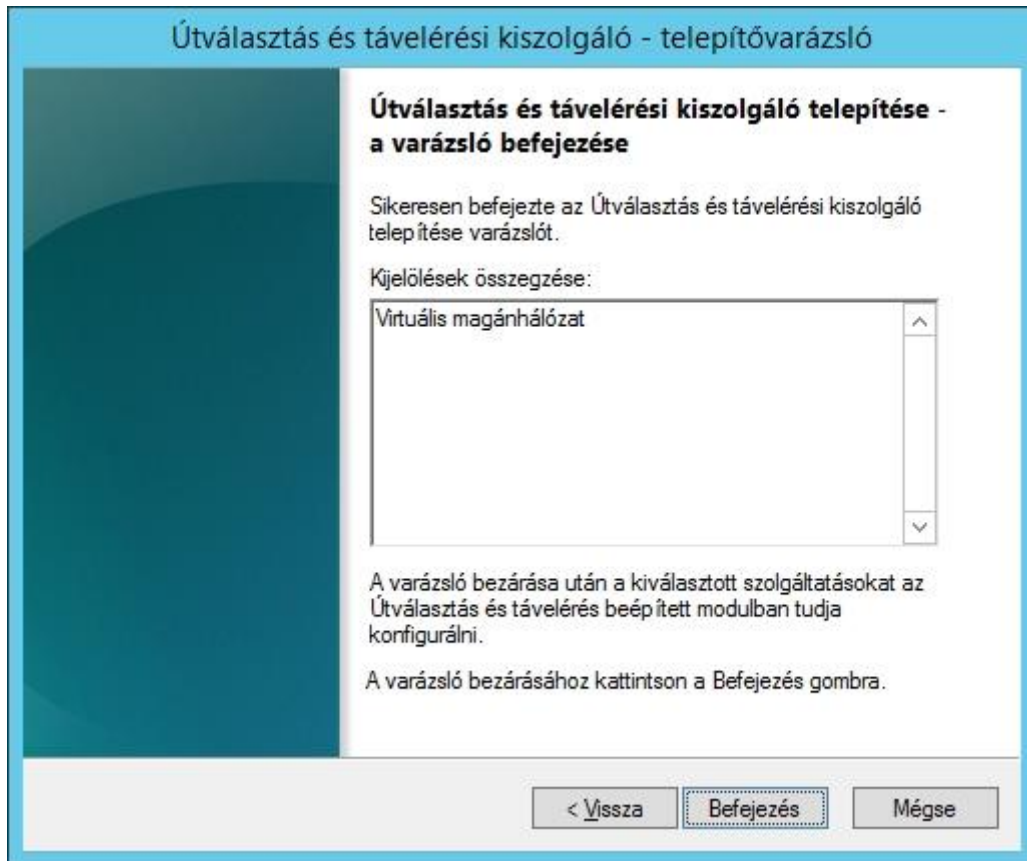 Útválasztás és távelérési kiszolgáló - telepítővarázsló
Útválasztás és távelérési kiszolgáló telepítése -
a varázsló befejezése
Sikeresen befejezte az Útválasztás és távelérési kiszolgáló
telepítése varázslót.
Kijelölések összegzése:
Virtuális magánhálózat
A varázsló bezárása után a kiválasztott szolgáltatásokat az
Útválasztás és távelérés beépített modulban tudja
konfigurálni.
A varázsló bezárásához kattintson a Befejezés gombra.
< Vissza
Befejezés
Mégse